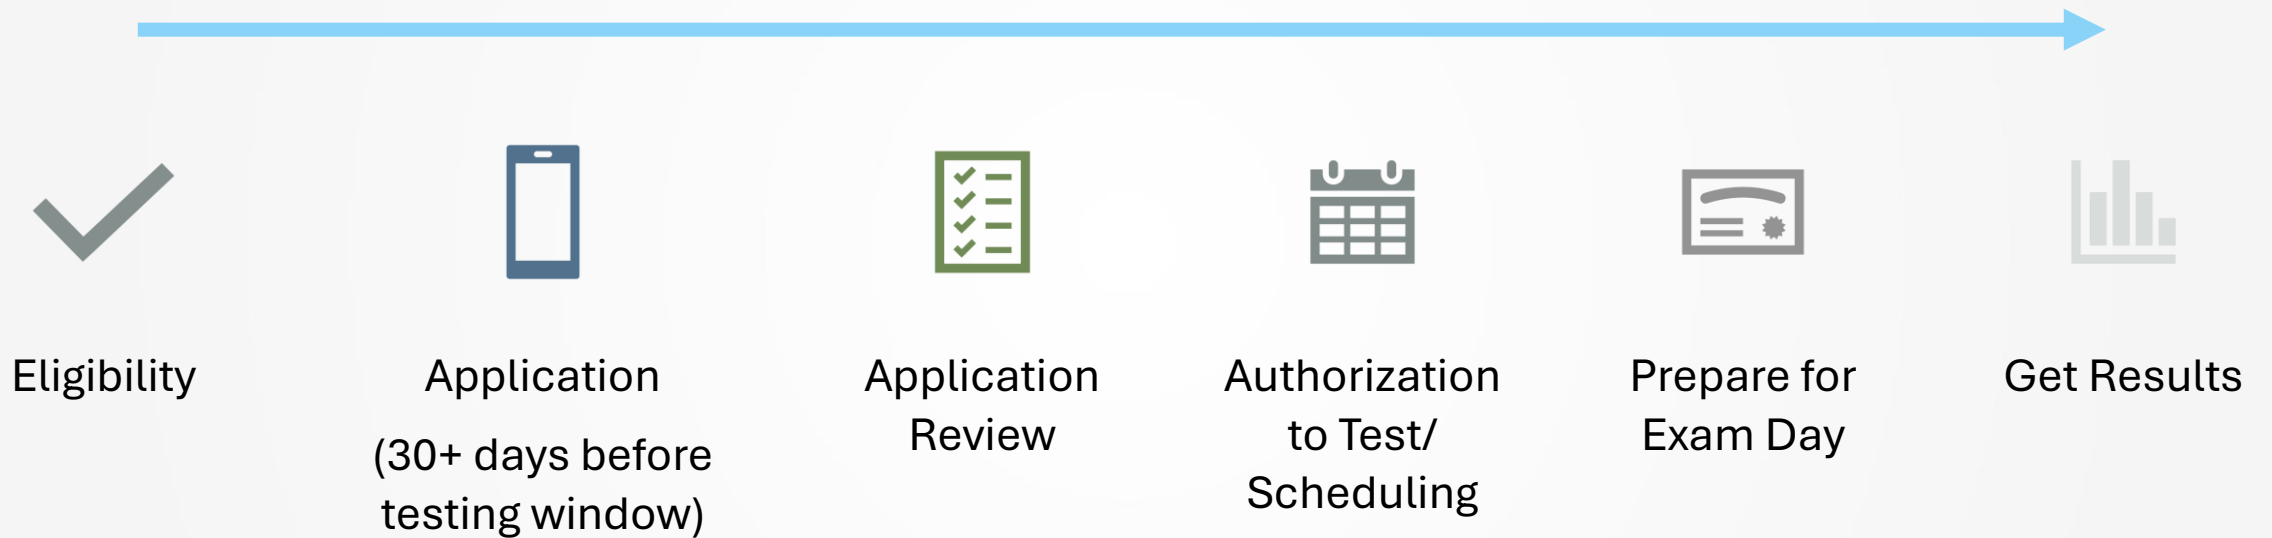 Eligibility
Application
(30+ days before
testing window)
Application
Review
Authorization
to Test/
Scheduling
Prepare for
Exam Day
Get Results